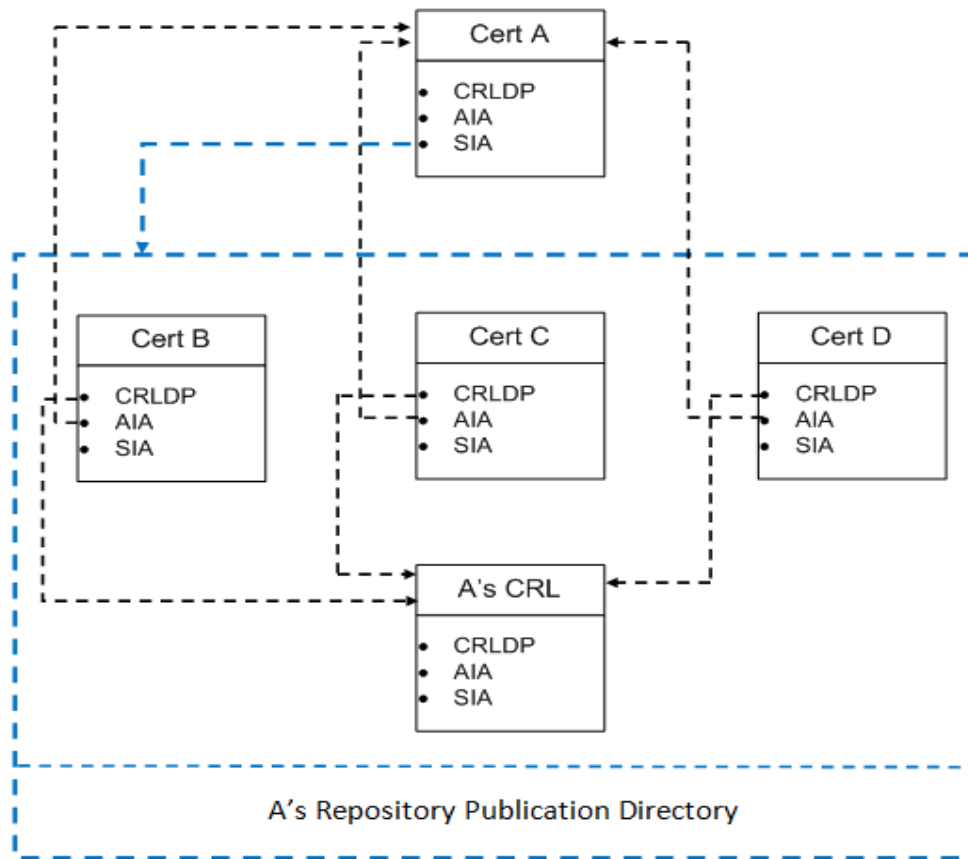 Cert A
CRLDP
AIA
SIA
Cert B
CRLDP
AIA
SIA
Cert C
CRLDP
AIA
SIA
Cert D
CRLDP
AIA
SIA
A's CRL
CRLDP
AIA
SIA
A's Repository Publication Directory